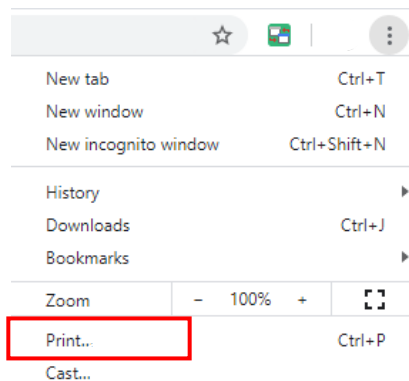 New tab Ctrl+T
New window Ctrl+N
New incognito window Ctrl+Shift+N
History
Downloads Ctrl+J
Bookmarks
Zoom - 100% +
Print.. Ctrl+P
Cast...